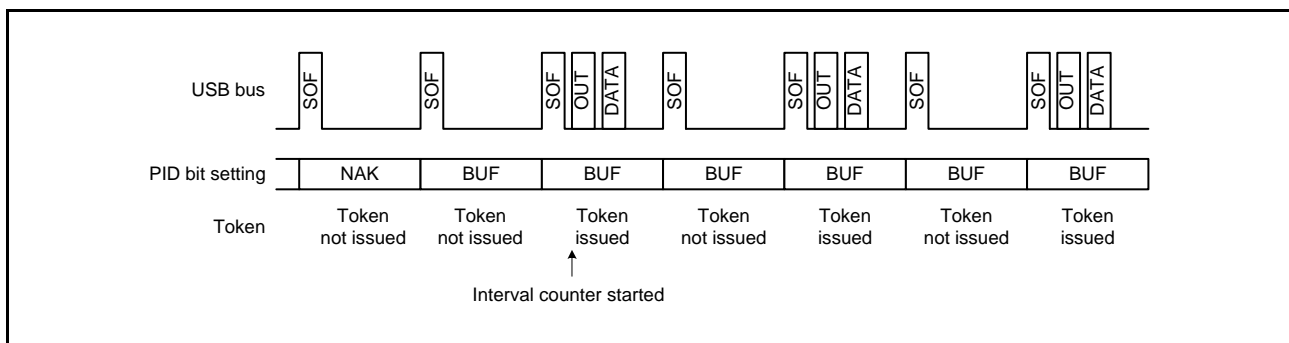 SOF SOF SOF OUT DATA SOF SOF OUT DATA SOF SOF OUT DATA
USB bus
PID bit setting NAK BUF BUF BUF BUF BUF BUF
Token Token Token Token Token Token Token
Token
not issued not issued issued not issued issued not issued issued
Interval counter started